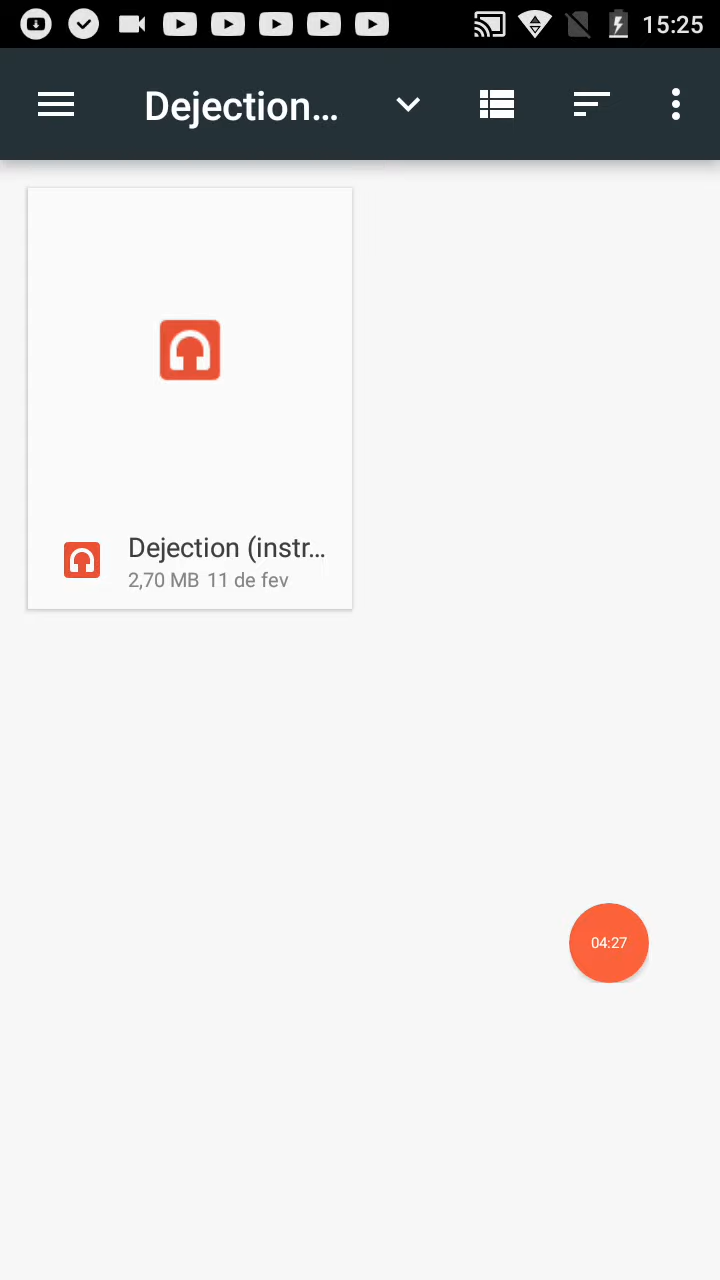 15:25
Dejection...
Dejection (instr...
2,70 MB 11 de fev
04:27